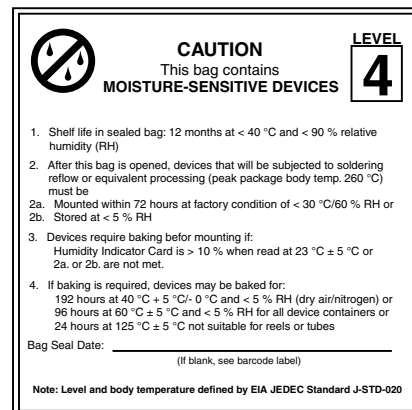 CAUTION
This bag contains
MOISTURE-SENSITIVE DEVICES
LEVEL
4
1. Shelf life in sealed bag: 12 months at < 40 °C and < 90 % relative
humidity (RH)
2. After this bag is opened, devices that will be subjected to soldering
reflow or equivalent processing (peak package body temp. 260 °C)
must be
2a. Mounted within 72 hours at factory condition of < 30 °C/60 % RH or
2b. Stored at < 5 % RH
3. Devices require baking befor mounting if:
Humidity Indicator Card is > 10 % when read at 23 °C ± 5 °C or
2a. or 2b. are not met.
4. If baking is required, devices may be baked for:
192 hours at 40 °C + 5 °C/- 0 °C and < 5 % RH (dry air/nitrogen) or
96 hours at 60 °C ± 5 °C and < 5 % RH for all device containers or
24 hours at 125 °C ± 5 °C not suitable for reels or tubes
Bag Seal Date:
(If blank, see barcode label)
Note: Level and body temperature defined by EIA JEDEC Standard J-STD-020